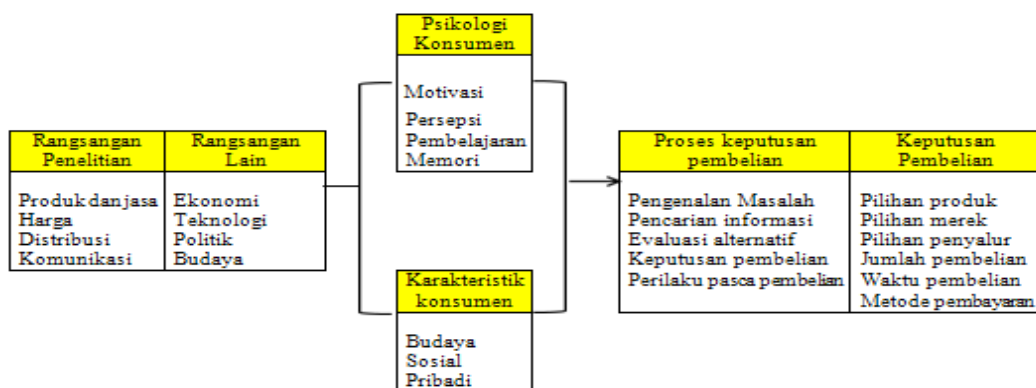 Psikologi
Konsumen
Motivasi
Persepsi
Pembelajaran
Memori
Rangsangan
Penelitian
Produk danjasa
Harga
Distribusi
Komunikasi
Rangsangan
Lain
Ekonomi
Teknologi
Politik
Budaya
Karakteristik
konsumen
Budaya
Sosial
Pribadi
Proses keputusan
pembelian
Pengenalan Masalah
Pencarian informasi
Evaluasi alternatif
Keputusan pembelian
Perilaku pasca pembelian
Keputusan
Pembelian
Pilihan produk
Pilihan merek
Pilihan penyalur
Jumlah pembelian
Waktu pembelian
Metode pembayaran